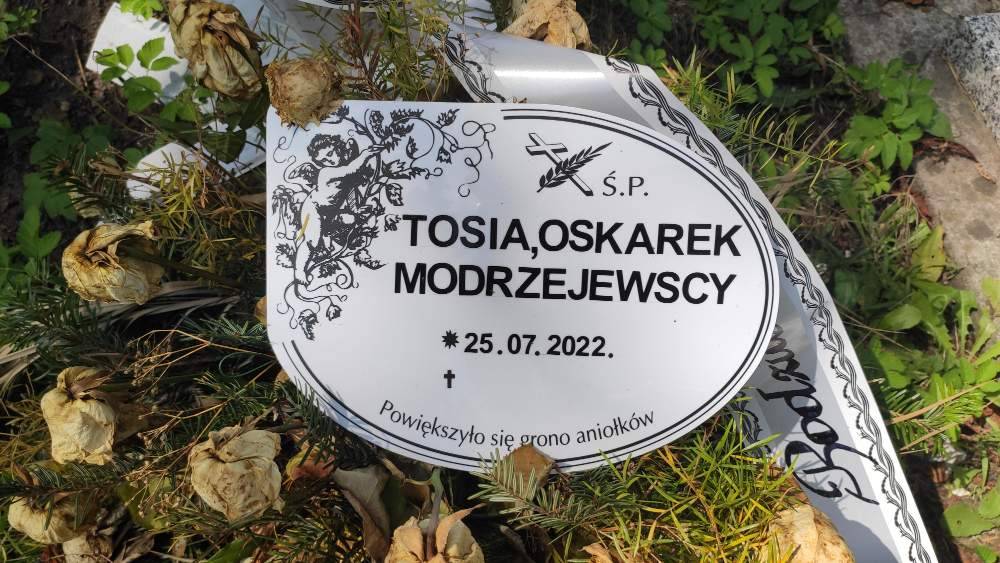 Ś.P.
TOSIA,OSKAREK
MODRZEJEWSCY
✷ 25.07.2022.
✝
Powiększyło się grono aniołków